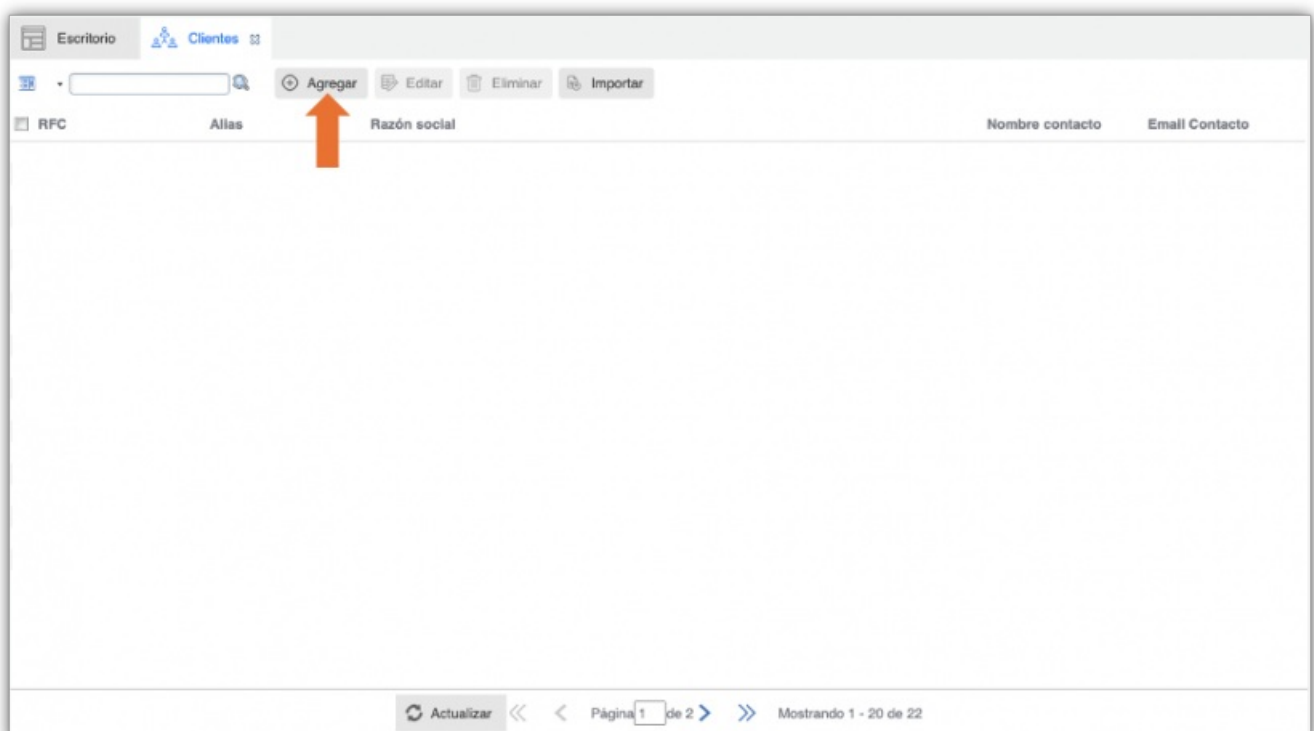 Escritorio Clientes
Agregar Editar Eliminar Importar
RFC Alias Razón social Nombre contacto Email Contacto
Actualizar Página 1 de 2 Mostrando 1 - 20 de 22